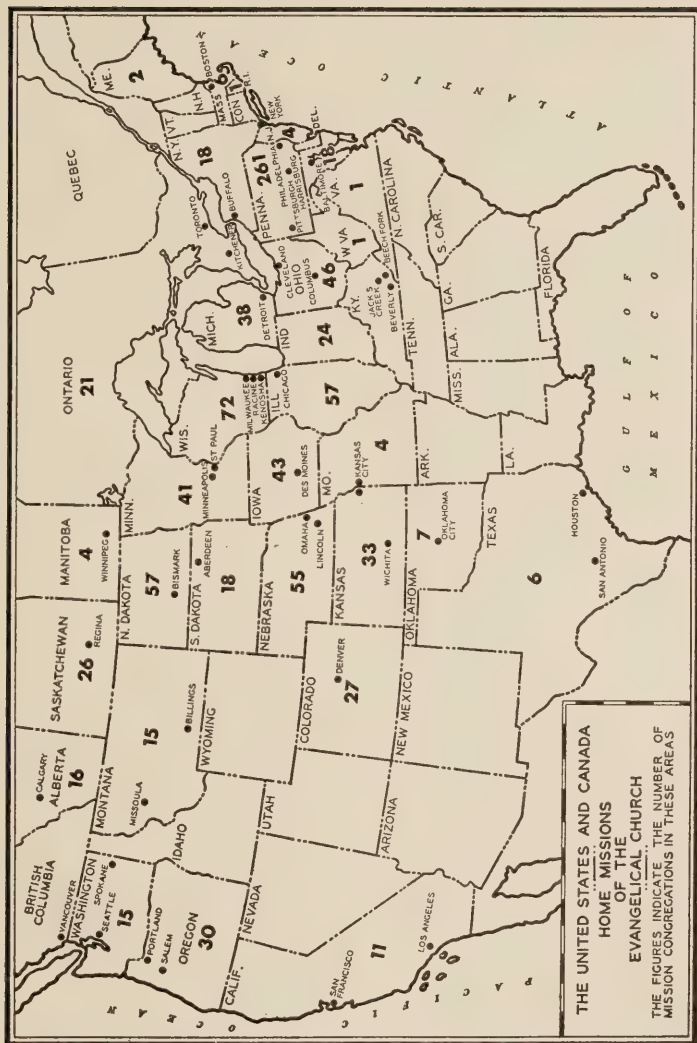 THE UNITED STATES AND CANADA
HOME MISSIONS
OF THE
EVANGELICAL CHURCH
THE FIGURES INDICATE THE NUMBER OF
MISSION CONGREGATIONS IN THESE AREAS
BRITISH
COLUMBIA
VANCOUVER
CALGARY
ALBERTA
16
SASKATCHEWAN
26
REGINA
MANITOBA
4
WINNIPEG
ONTARIO
21
QUEBEC
WASHINGTON
SPOKANE
SEATTLE
15
PORTLAND
SALEM
OREGON
30
IDAHO
MONTANA
MISSOULA
15
BILLINGS
WYOMING
N. DAKOTA
57
BISMARK
S. DAKOTA
ABERDEEN
18
NEBRASKA
55
OMAHA
LINCOLN
KANSAS
33
WICHITA
OKLAHOMA
7
OKLAHOMA
CITY
TEXAS
6
HOUSTON
SAN ANTONIO
CALIF.
NEVADA
UTAH
COLORADO
DENVER
27
ARIZONA
NEW MEXICO
SAN
FRANCISCO
11
LOS ANGELES
MINN.
41
MINNEAPOLIS
ST PAUL
IOWA
43
DES MOINES
MO.
KANSAS
CITY
4
ARK.
LA.
WIS.
72
MILWAUKEE
RACINE
KENOSHA
ILL
CHICAGO
57
MICH.
38
DETROIT
IND
24
CLEVELAND
OHIO
COLUMBUS
46
KY.
JACK'S
CREEK
BEVERLY
BEECH FORK
TENN.
MISS.
ALA.
GA.
S. CAR.
N. CAROLINA
FLORIDA
W VA
1
VA.
1
TORONTO
KITCHENER
BUFFALO
N.Y.
18
VT.
N.H
ME.
2
MASS
6
BOSTON
CON
1
R.I.
NEW
YORK
PENNA.
261
PHILADELPHIA
PITTSBURGH
HARRISBURG
N.J.
4
DEL.
BALTIMORE
18
ATLANTIC OCEAN
PACIFIC OCEAN
GULF OF
MEXICO